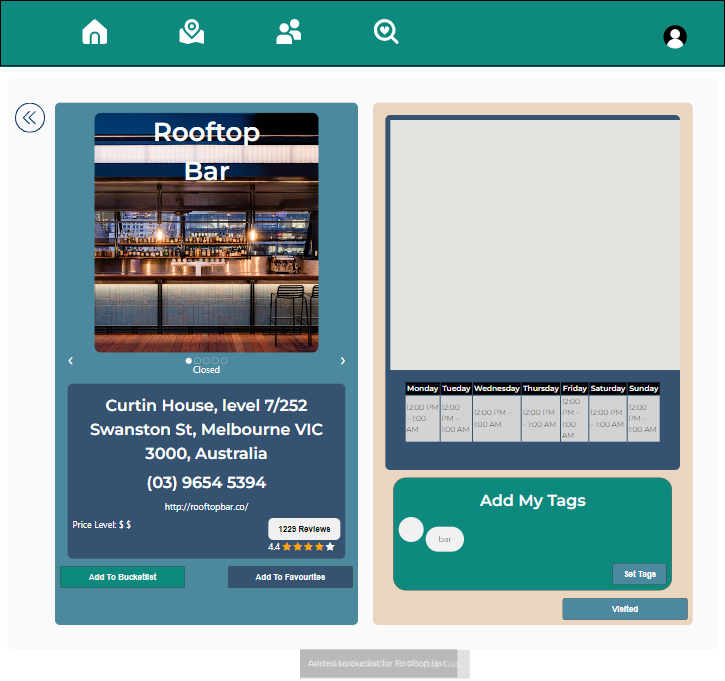 Rooftop
Bar
Closed
Curtin House, level 7/252
Swanston St, Melbourne VIC
3000, Australia
(03) 9654 5394
http://rooftopbar.co/
Price Level: $ $
1229 Reviews
4.4
Add To Bucketlist
Add To Favourites
Monday Tueday Wednesday Thursday Friday Saturday Sunday
12:00 PM – 1:00 AM
12:00 PM – 1:00 AM
12:00 PM – 1:00 AM
12:00 PM – 1:00 AM
12:00 PM – 1:00 AM
12:00 PM – 1:00 AM
12:00 PM – 1:00 AM
Add My Tags
bar
Set Tags
Visited
Added bucketlist for Rooftop Bar